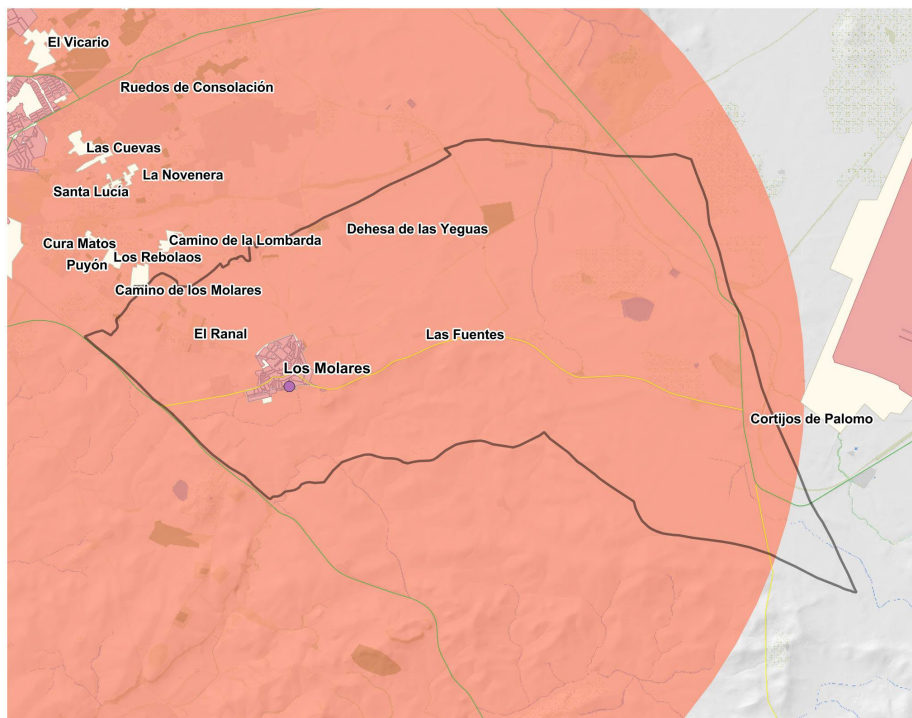 El Vicario
Ruedos de Consolación
Las Cuevas
La Novenera
Santa Lucía
Dehesa de las Yeguas
Cura Matos
Camino de la Lombarda
Puyón
Los Rebolaos
Camino de los Molares
El Ranal
Las Fuentes
Los Molares
Cortijos de Palomo